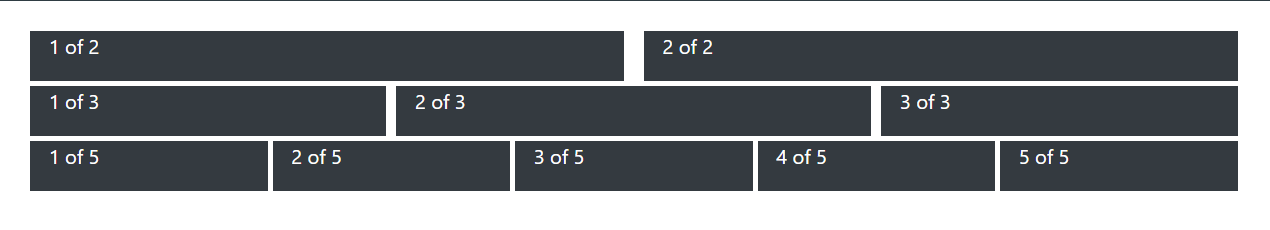 1 of 2 2 of 2
1 of 3 2 of 3 3 of 3
1 of 5 2 of 5 3 of 5 4 of 5 5 of 5